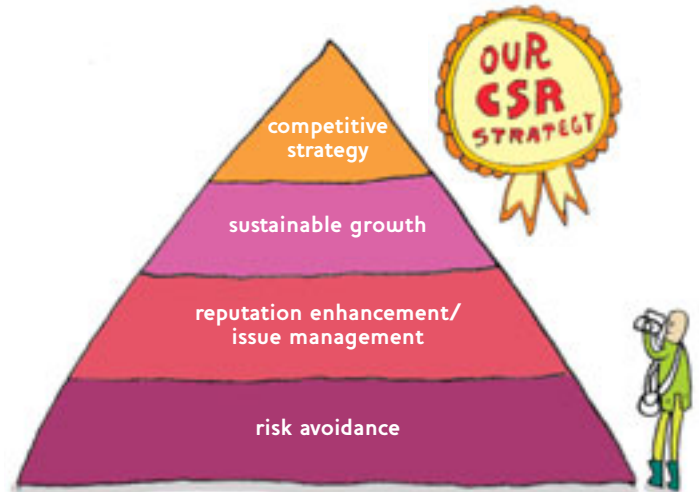 OUR
CSR
STRATEGY
competitive
strategy
sustainable growth
reputation enhancement/
issue management
risk avoidance